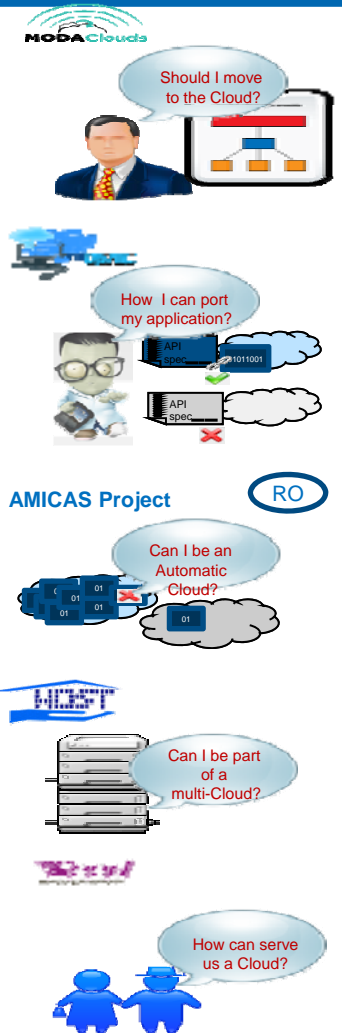 MODAClouds
Should I move
to the Cloud?
How I can port
my application?
API
spec
1011001
API
spec
AMICAS Project
RO
Can I be an
Automatic
Cloud?
01
01
01
01
01
01
HOST
Can I be part
of a
multi-Cloud?
How can serve
us a Cloud?